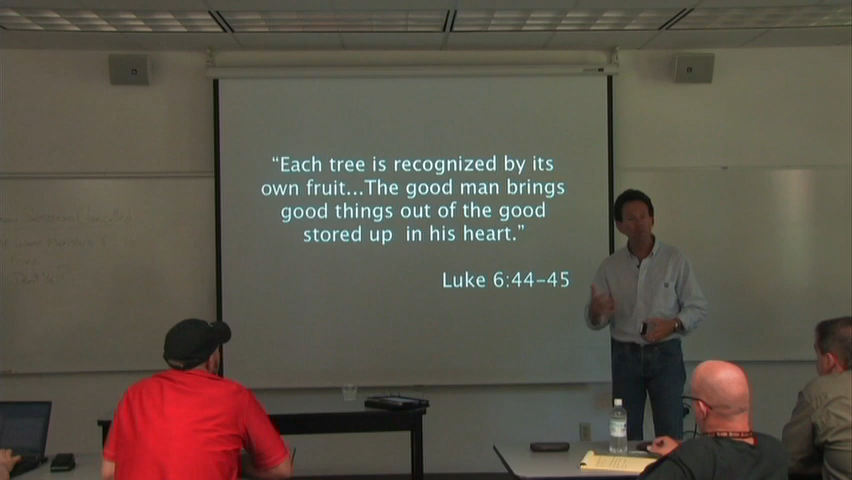 “Each tree is recognized by its
own fruit...The good man brings
good things out of the good
stored up  in his heart.”
Luke 6:44–45